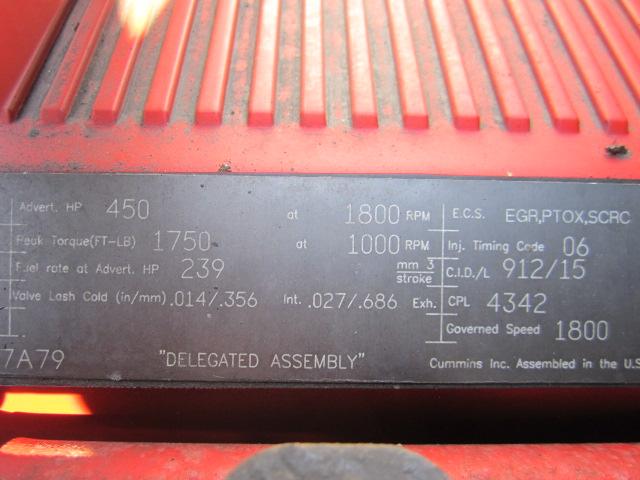 Advert. HP 450 at 1800 RPM E.C.S. EGR,PTOX,SCRC
Peak Torque(FT-LB) 1750 at 1000 RPM Inj. Timing Code 06
Fuel rate at Advert. HP 239 mm 3 stroke C.I.D./L 912/15
Valve Lash Cold (in/mm) .014/.356 Int. .027/.686 Exh. CPL 4342
Governed Speed 1800
7A79 "DELEGATED ASSEMBLY" Cummins Inc. Assembled in the U.S